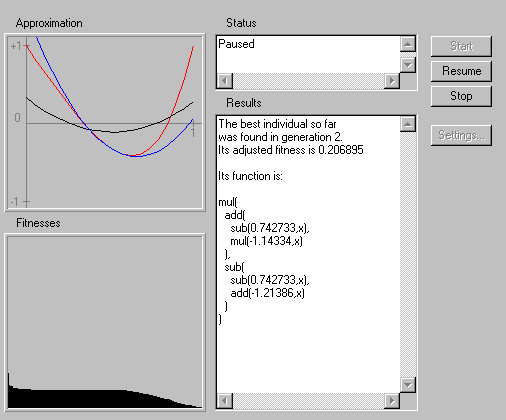 Approximation
+1
0
1
-1
Fitnesses
Status
Paused
Results
The best individual so far
was found in generation 2.
Its adjusted fitness is 0.206895
Its function is:
mul(
add(
sub(0.742733,x),
mul(-1.14334,x)
),
sub(
sub(0.742733,x),
add(-1.21386,x)
)
)
Start
Resume
Stop
Settings...